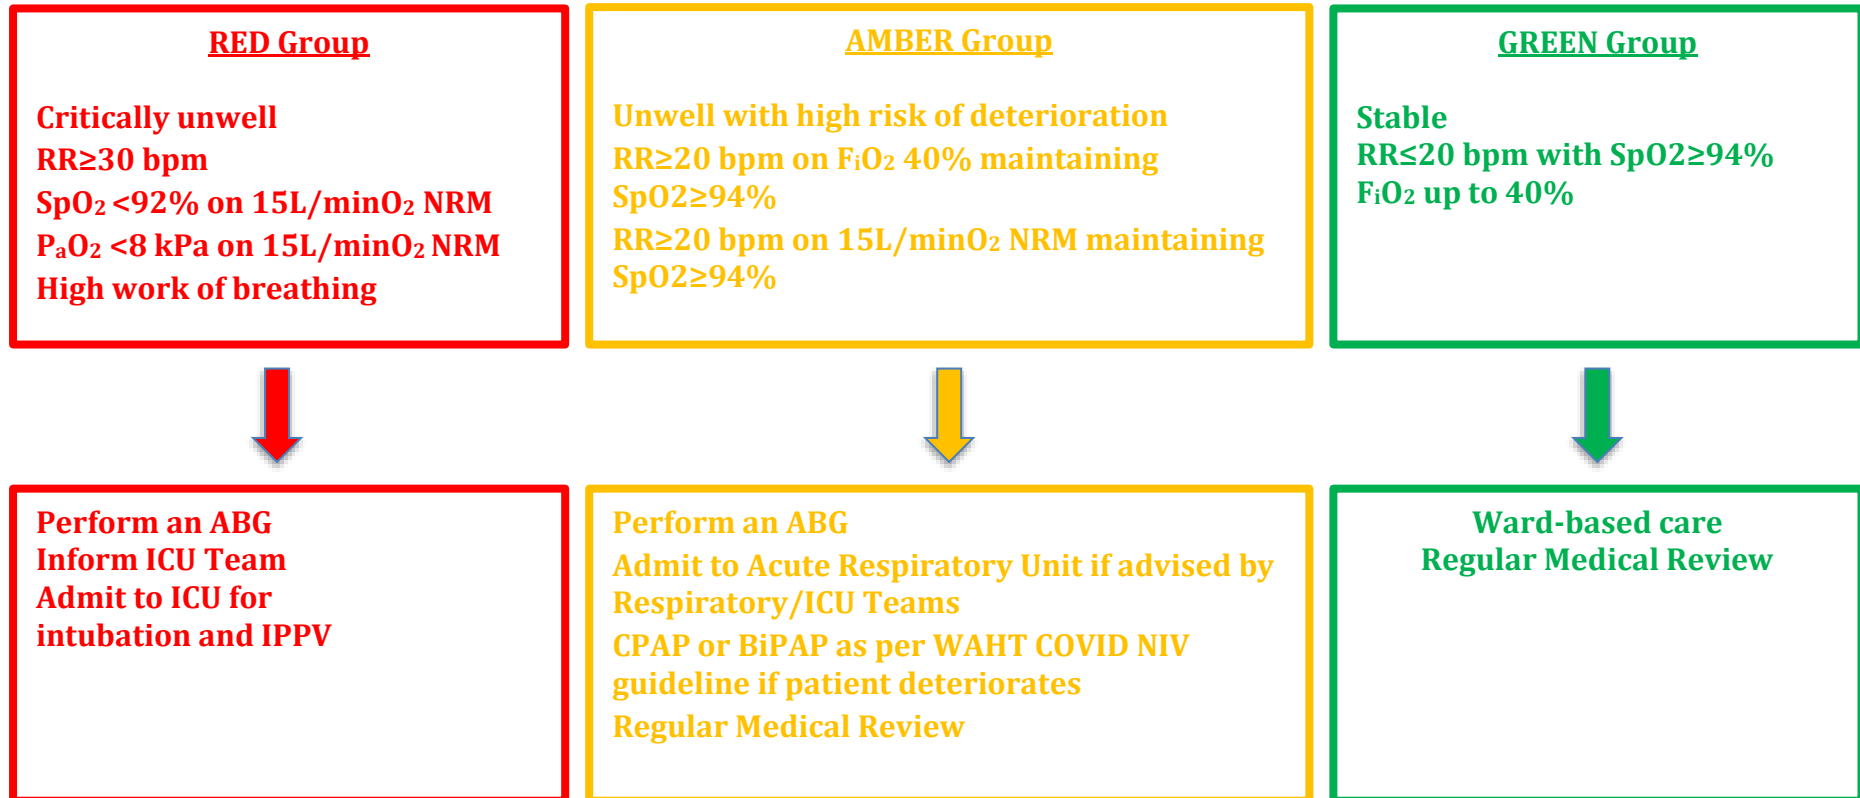 RED Group
Critically unwell
RR≥30 bpm
SpO₂ <92% on 15L/minO₂ NRM
PₐO₂ <8 kPa on 15L/minO₂ NRM
High work of breathing
AMBER Group
Unwell with high risk of deterioration
RR≥20 bpm on FᵢO₂ 40% maintaining
SpO2≥94%
RR≥20 bpm on 15L/minO₂ NRM maintaining
SpO2≥94%
GREEN Group
Stable
RR≤20 bpm with SpO2≥94%
FᵢO₂ up to 40%
Perform an ABG
Inform ICU Team
Admit to ICU for
intubation and IPPV
Perform an ABG
Admit to Acute Respiratory Unit if advised by
Respiratory/ICU Teams
CPAP or BiPAP as per WAHT COVID NIV
guideline if patient deteriorates
Regular Medical Review
Ward-based care
Regular Medical Review